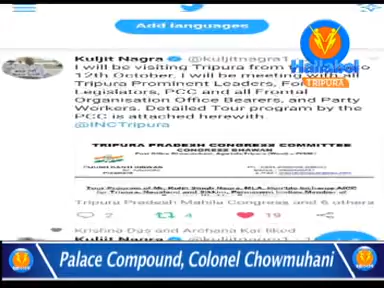 Add languages
Kuljit Nagra @kuljitnagra1
I will be visiting Tripura from
12th October. I will be meeting with all
Tripura Prominent Leaders, For
Legislators, PCC and all Frontal
Organisation Office Bearers, and Party
Workers. Detailed Tour program by the
PCC is attached herewith.
@INCTripura
Hallabol
TRIPURA
TRIPURA PRADESH CONGRESS COMMITTEE
CONGRESS BHAWAN
Tripura Pradesh Mahila Congress and 6 others
2 4 19
Krishna Das and Archana Kar liked
Kuljit Nagra
Palace Compound, Colonel Chowmuhani